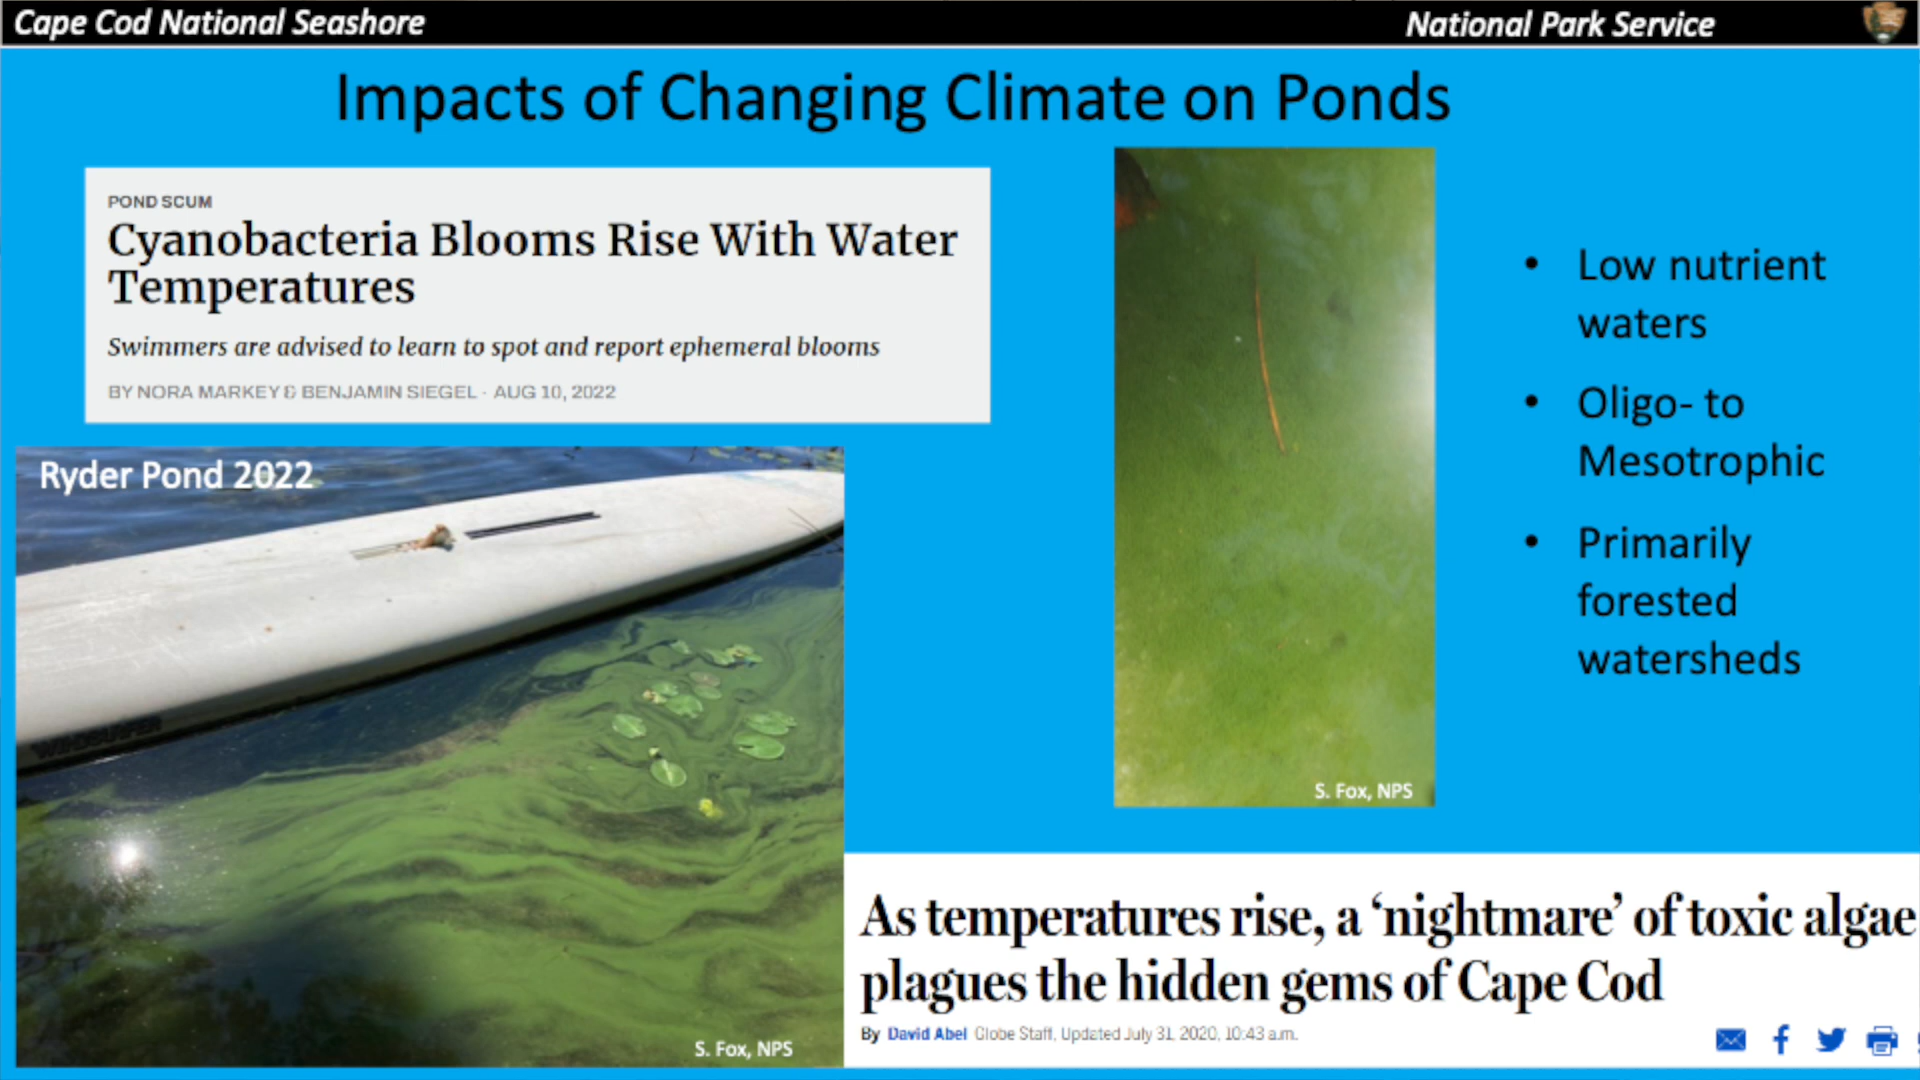 Cape Cod National Seashore
National Park Service
Impacts of Changing Climate on Ponds
POND SCUM
Cyanobacteria Blooms Rise With Water
Temperatures
Swimmers are advised to learn to spot and report ephemeral blooms
BY NORA MARKEY & BENJAMIN SIEGEL · AUG 10, 2022
• Low nutrient
waters
• Oligo- to
Mesotrophic
• Primarily
forested
watersheds
S. Fox, NPS
Ryder Pond 2022
WINDSURFER
S. Fox, NPS
As temperatures rise, a ‘nightmare’ of toxic algae
plagues the hidden gems of Cape Cod
By David Abel Globe Staff, Updated July 31, 2020, 10:43 a.m.